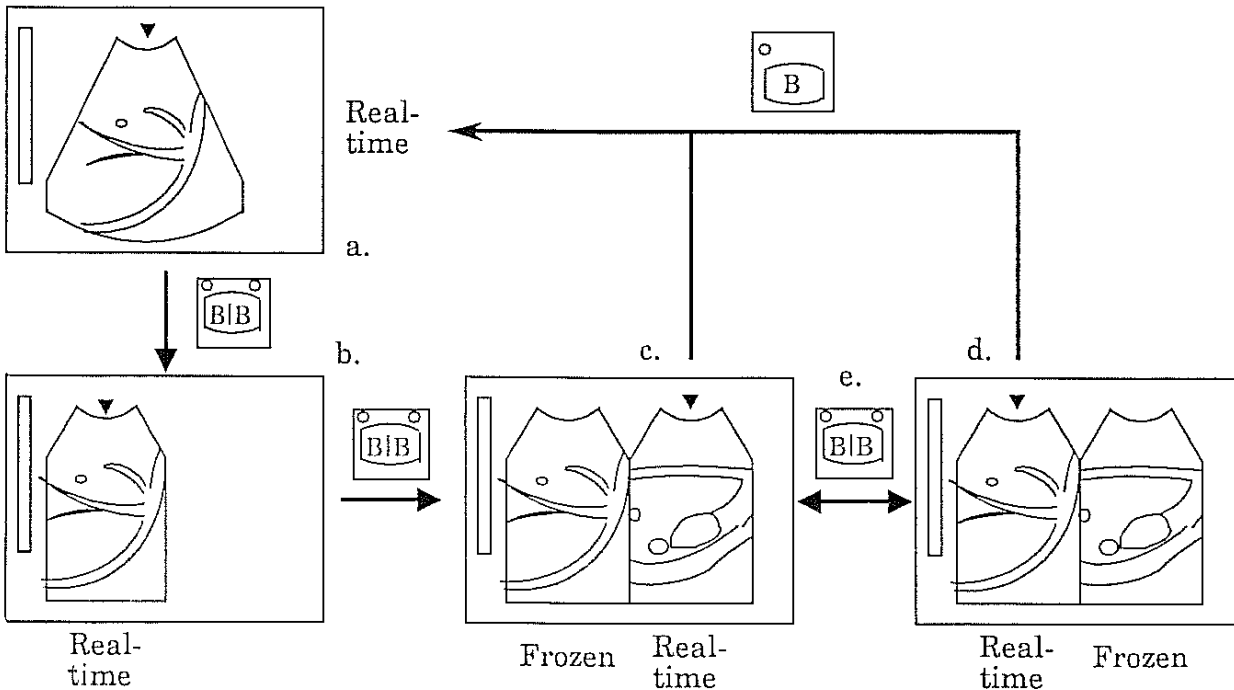 B
Real-
time
a.
B|B
b.
c.
d.
e.
B|B
B|B
Real-
time
Frozen
Real-
time
Real-
time
Frozen